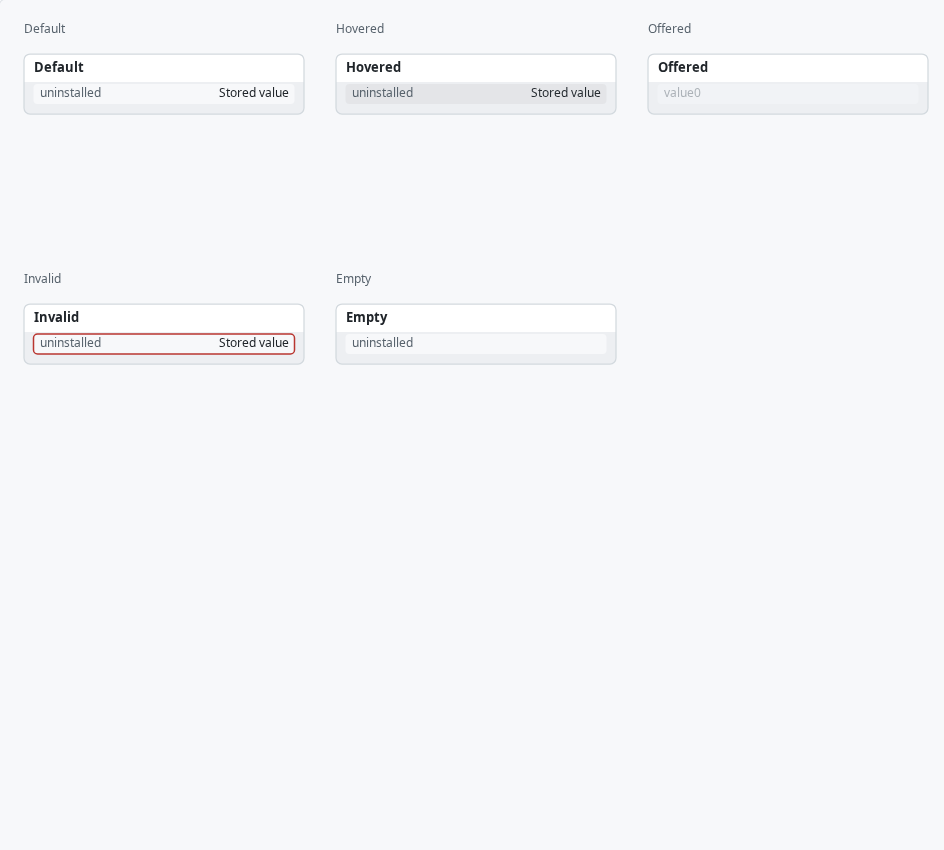 Default
Hovered
Offered
Default
uninstalled Stored value
Hovered
uninstalled Stored value
Offered
value0
Invalid
Empty
Invalid
uninstalled Stored value
Empty
uninstalled